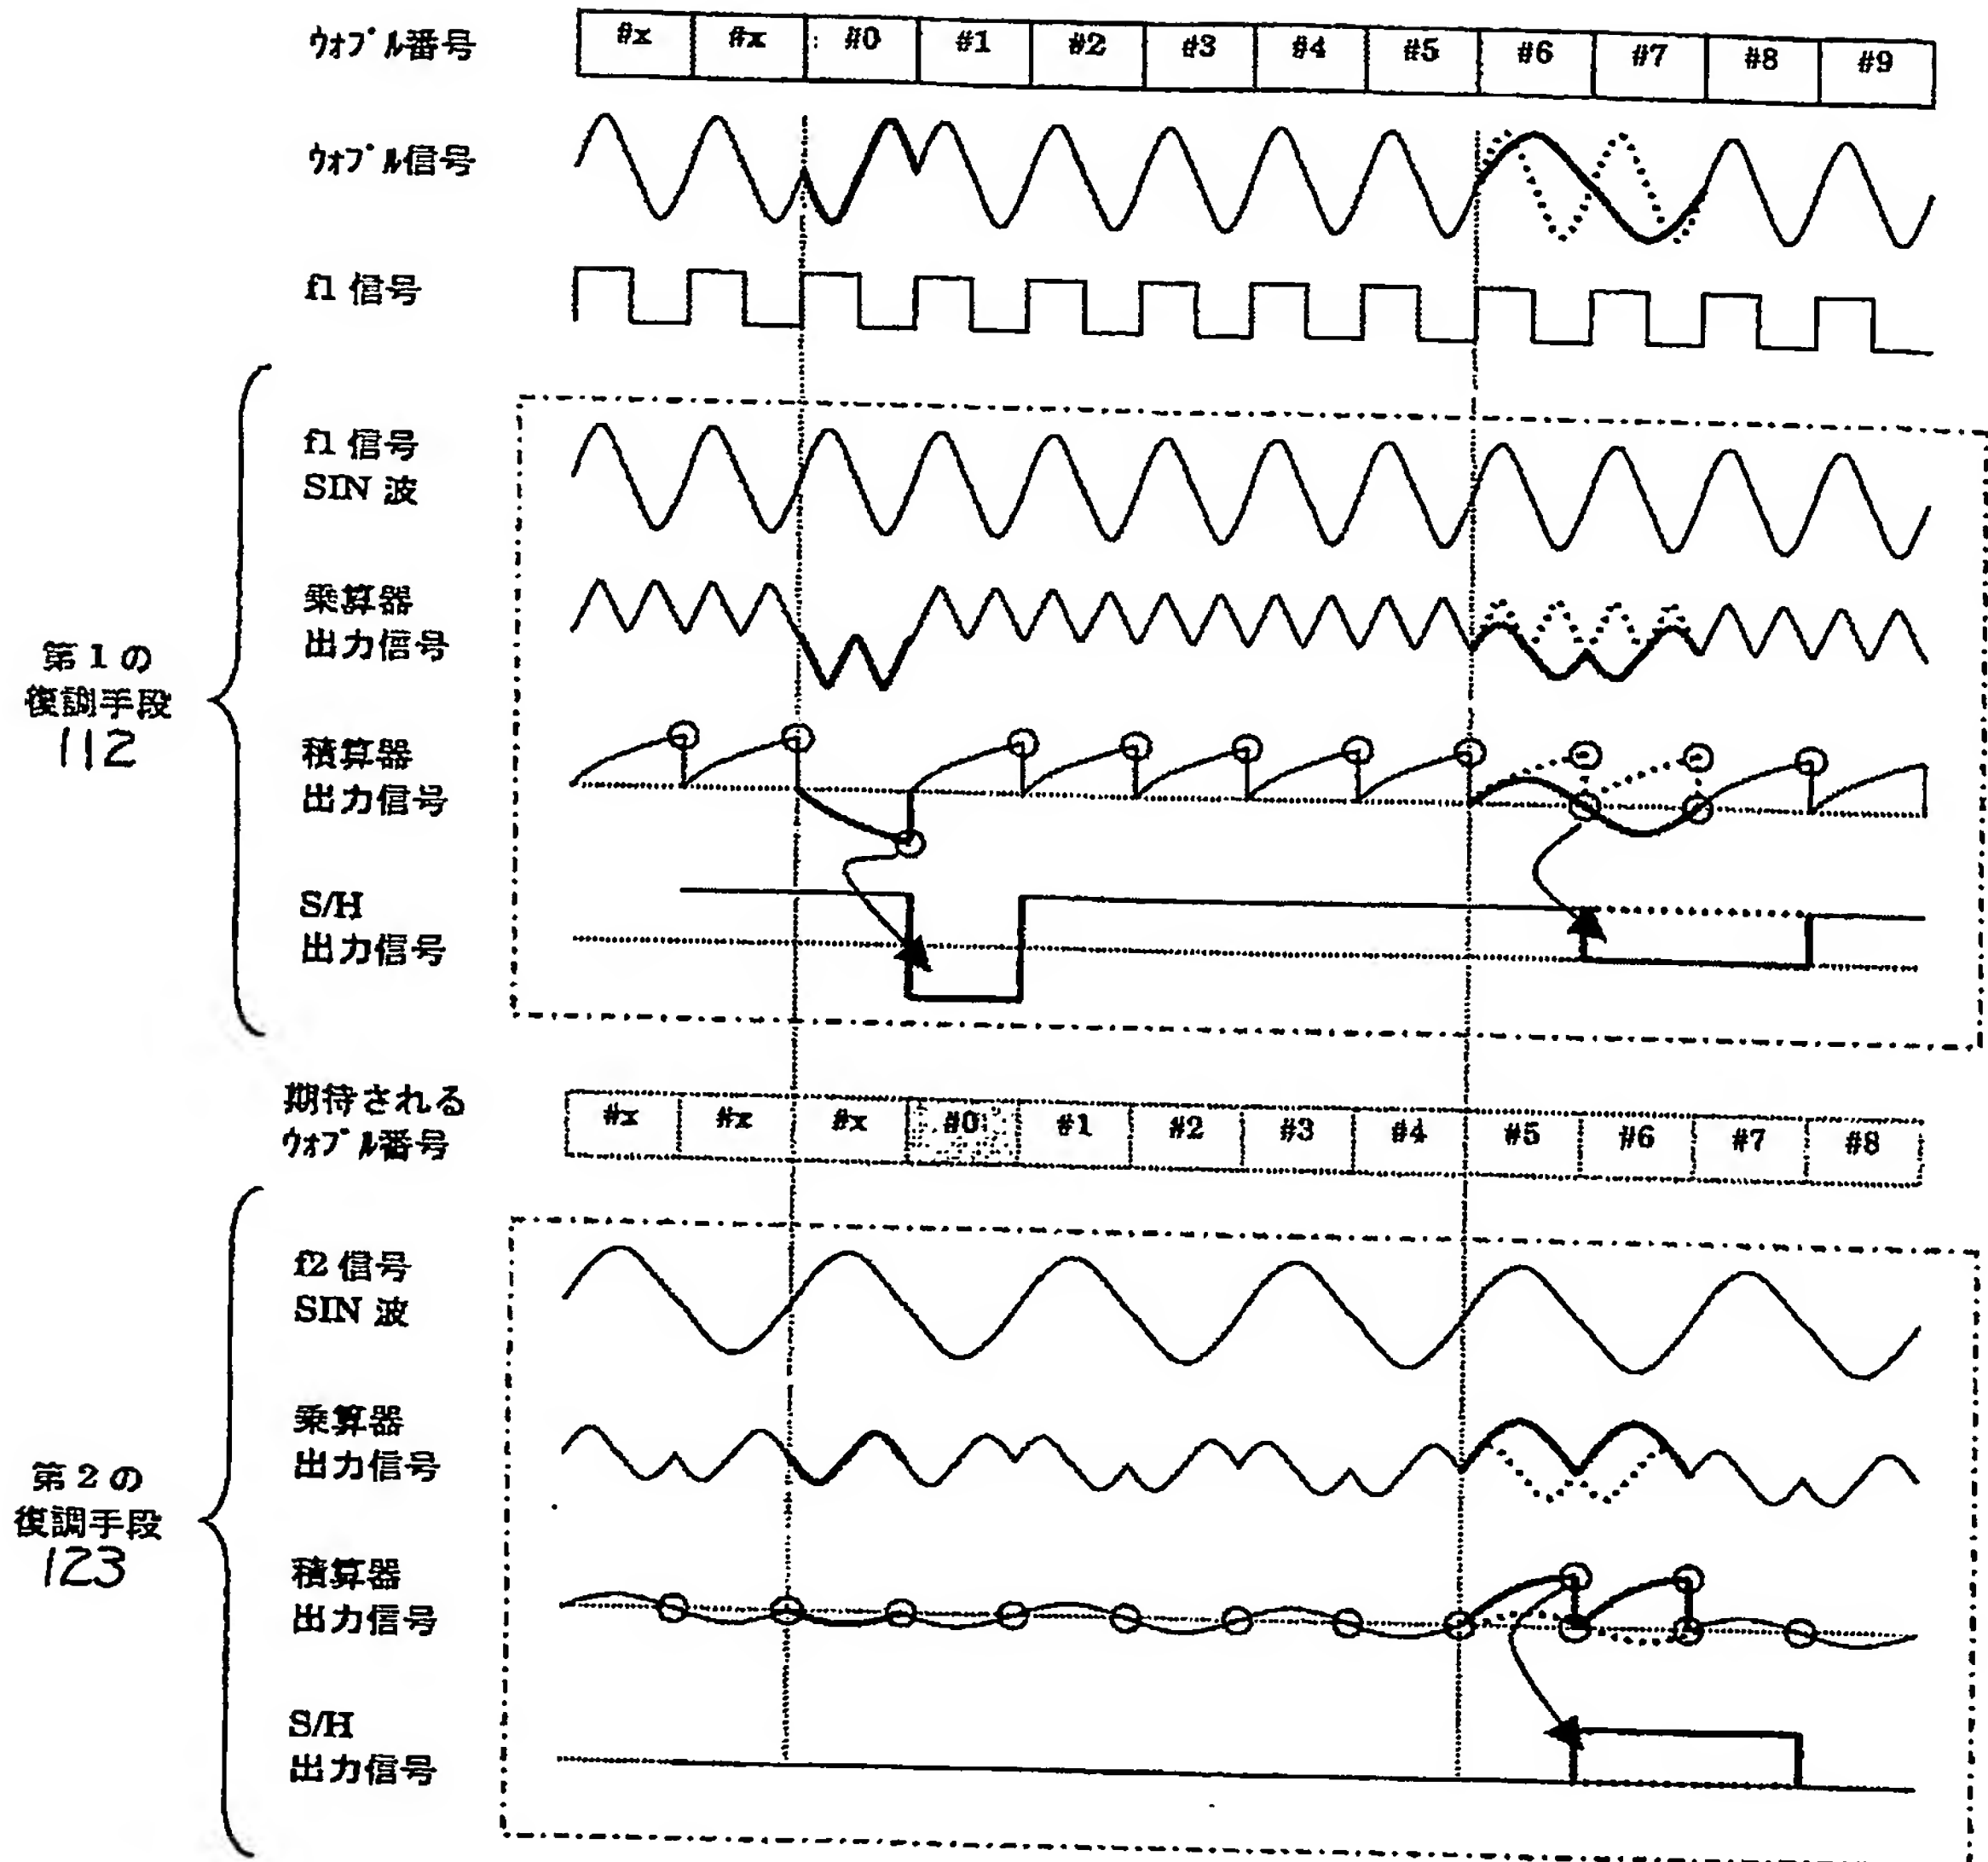 ｳｫﾌﾞﾙ番号 #x #x #0 #1 #2 #3 #4 #5 #6 #7 #8 #9
ｳｫﾌﾞﾙ信号
f1 信号
第１の
復調手段
112
f1 信号
SIN 波
乗算器
出力信号
積算器
出力信号
S/H
出力信号
期待される
ｳｫﾌﾞﾙ番号
#x #x #x #0 #1 #2 #3 #4 #5 #6 #7 #8
第２の
復調手段
123
f2 信号
SIN 波
乗算器
出力信号
積算器
出力信号
S/H
出力信号